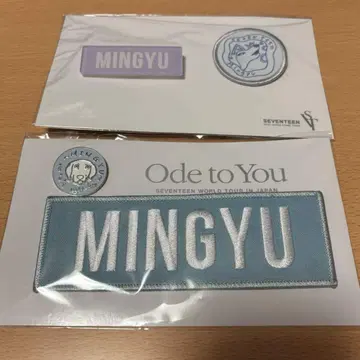 MINGYU
SEVENTEEN
Ode to You
SEVENTEEN WORLD TOUR IN JAPAN
MINGYU